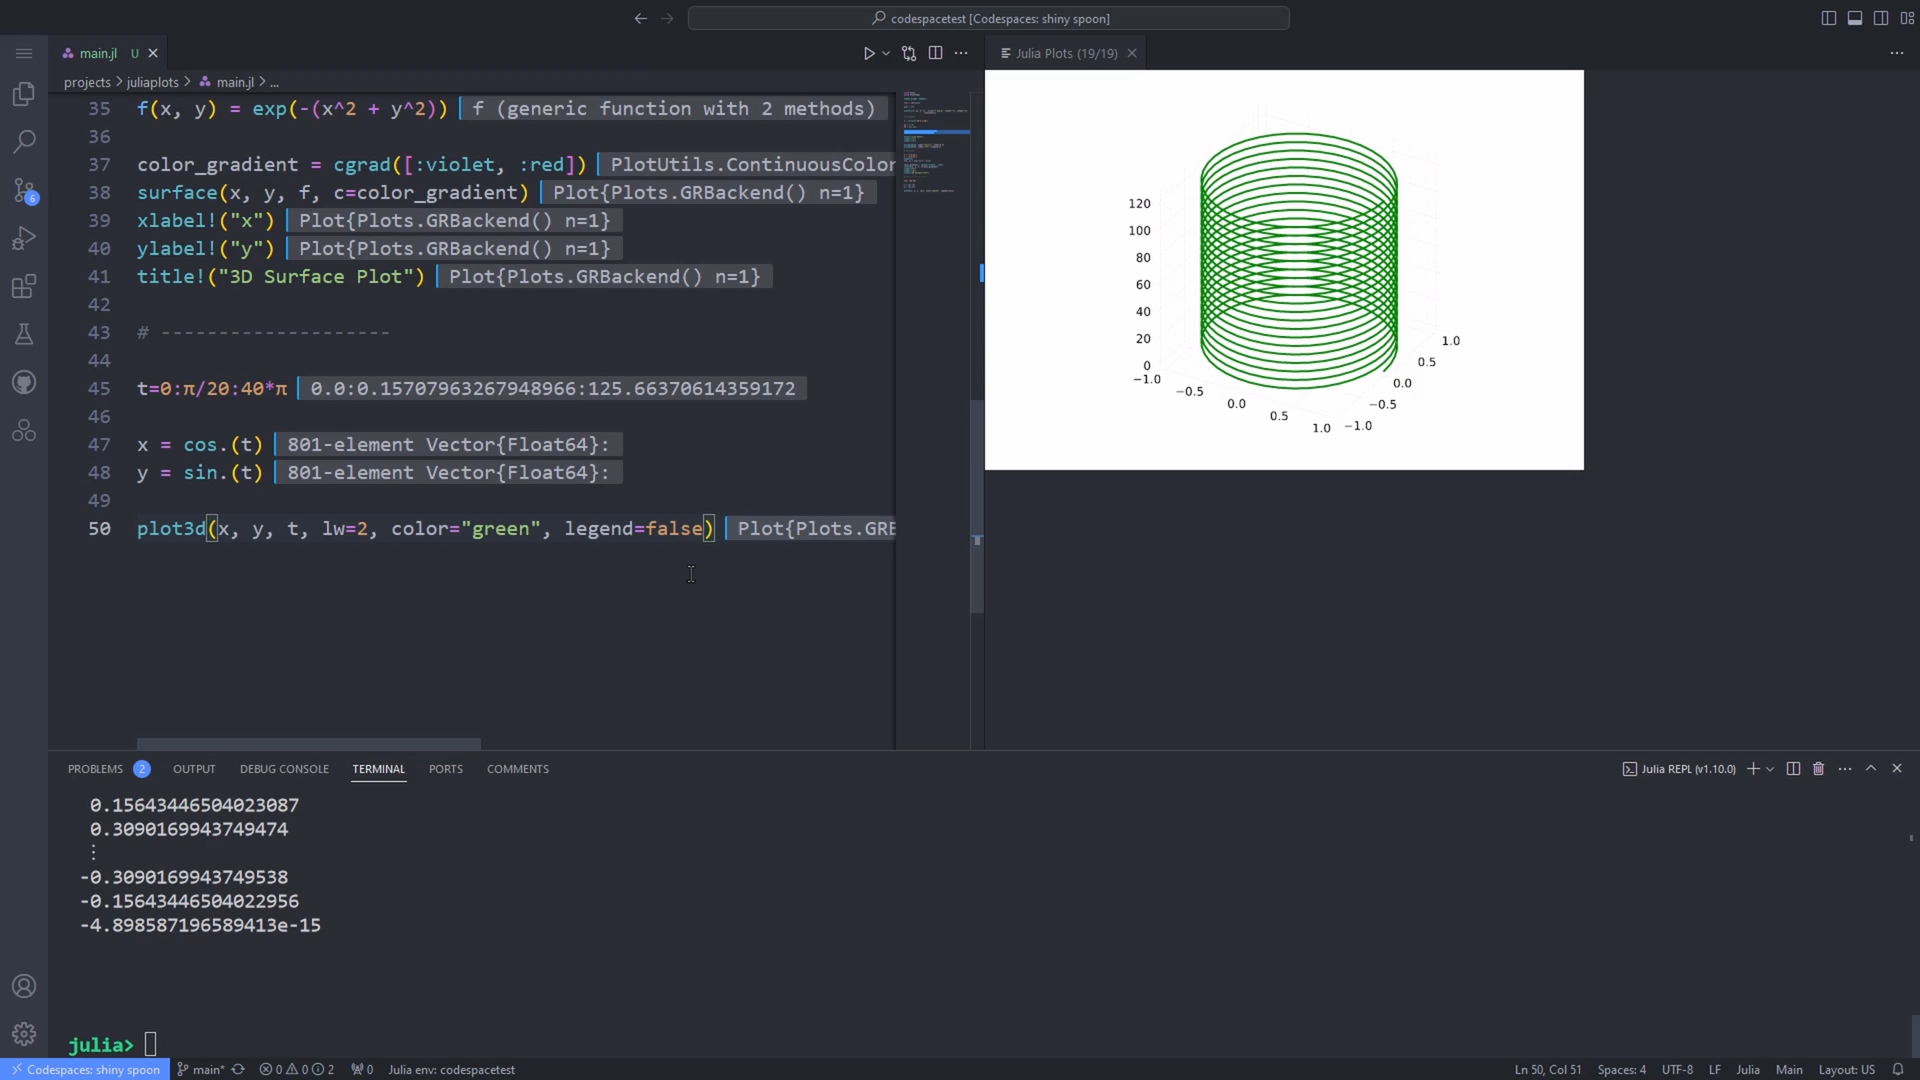 codespacetest [Codespaces: shiny spoon]
main.jl U
Julia Plots (19/19)
projects > juliaplots > main.jl > ...
35 f(x, y) = exp(-(x^2 + y^2)) f (generic function with 2 methods)
36
37 color_gradient = cgrad([:violet, :red]) PlotUtils.ContinuousColor
38 surface(x, y, f, c=color_gradient) Plot{Plots.GRBackend() n=1}
39 xlabel!("x") Plot{Plots.GRBackend() n=1}
40 ylabel!("y") Plot{Plots.GRBackend() n=1}
41 title!("3D Surface Plot") Plot{Plots.GRBackend() n=1}
42
43 # --------------------
44
45 t=0:π/20:40*π 0.0:0.15707963267948966:125.66370614359172
46
47 x = cos.(t) 801-element Vector{Float64}:
48 y = sin.(t) 801-element Vector{Float64}:
49
50 plot3d(x, y, t, lw=2, color="green", legend=false) Plot{Plots.GRB
120
100
80
60
40
20
0
−1.0
−0.5
0.0
0.5
1.0
−1.0
−0.5
0.0
0.5
1.0
6
PROBLEMS 2 OUTPUT DEBUG CONSOLE TERMINAL PORTS COMMENTS
Julia REPL (v1.10.0)
0.15643446504023087
0.3090169943749474
⋮
-0.3090169943749538
-0.15643446504022956
-4.898587196589413e-15
julia>
Codespaces: shiny spoon main* 0 0 2 0 Julia env: codespacetest
Ln 50, Col 51 Spaces: 4 UTF-8 LF Julia Main Layout: US